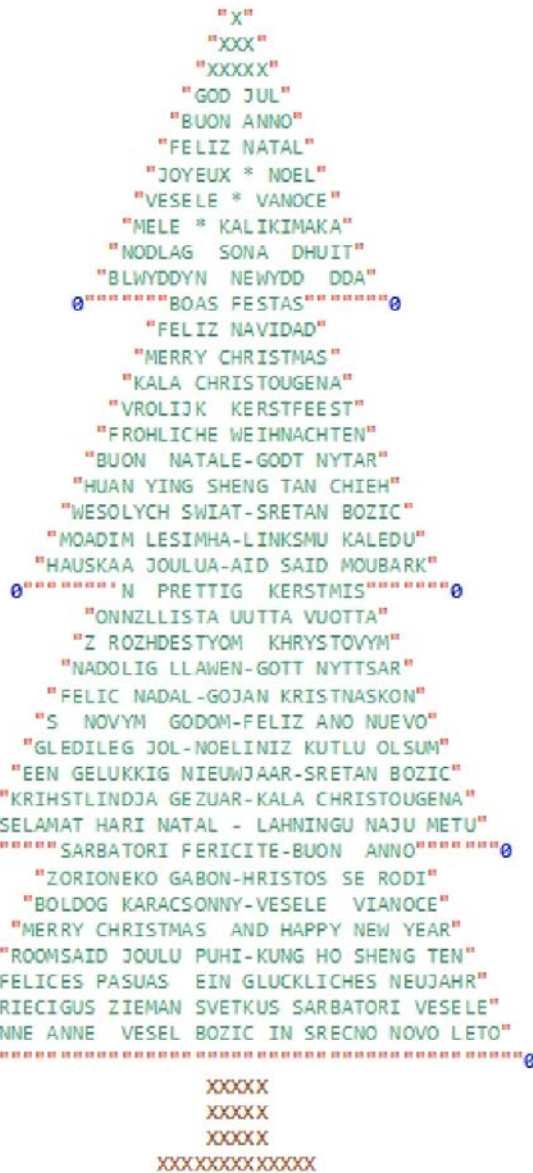 "X"
"XXX"
"XXXXX"
"GOD JUL"
"BUON ANNO"
"FELIZ NATAL"
"JOYEUX * NOEL"
"VESELE * VANOCE"
"MELE * KALIKIMAKA"
"NODLAG SONA DHUIT"
"BLWYDDYN NEWYDD DDA"
0"""""""BOAS FESTAS"""""""0
"FELIZ NAVIDAD"
"MERRY CHRISTMAS"
"KALA CHRISTOUGENA"
"VROLIJK KERSTFEEST"
"FROHLICHE WEIHNACHTEN"
"BUON NATALE-GODT NYTAR"
"HUAN YING SHENG TAN CHIEH"
"WESOLYCH SWIAT-SRETAN BOZIC"
"MOADIM LESIMHA-LINKSMU KALEDU"
"HAUSKAA JOULUA-AID SAID MOUBARK"
0"""""""'N PRETTIG KERSTMIS"""""""0
"ONNZLLISTA UUTTA VUOTTA"
"Z ROZHDESTYOM KHRYSTOVYM"
"NADOLIG LLAWEN-GOTT NYTTSAR"
"FELIC NADAL-GOJAN KRISTNASKON"
"S NOVYM GODOM-FELIZ ANO NUEVO"
"GLEDILEG JOL-NOELINIZ KUTLU OLSUM"
"EEN GELUKKIG NIEUWJAAR-SRETAN BOZIC"
"KRIHSTLINDJA GEZUAR-KALA CHRISTOUGENA"
SELAMAT HARI NATAL - LAHNINGU NAJU METU"
"""""SARBATORI FERICITE-BUON ANNO"""""""0
"ZORIONEKO GABON-HRISTOS SE RODI"
"BOLDOG KARACSONNY-VESELE VIANOCE"
"MERRY CHRISTMAS AND HAPPY NEW YEAR"
"ROOMSAID JOULU PUHI-KUNG HO SHENG TEN"
FELICES PASUAS EIN GLUCKLICHES NEUJAHR"
RIECIGUS ZIEMAN SVETKUS SARBATORI VESELE"
NNE ANNE VESEL BOZIC IN SRECNO NOVO LETO"
""""""""""""""""""""""""""""""""""""""""""0
XXXXX
XXXXX
XXXXX
XXXXXXXXXXXXX